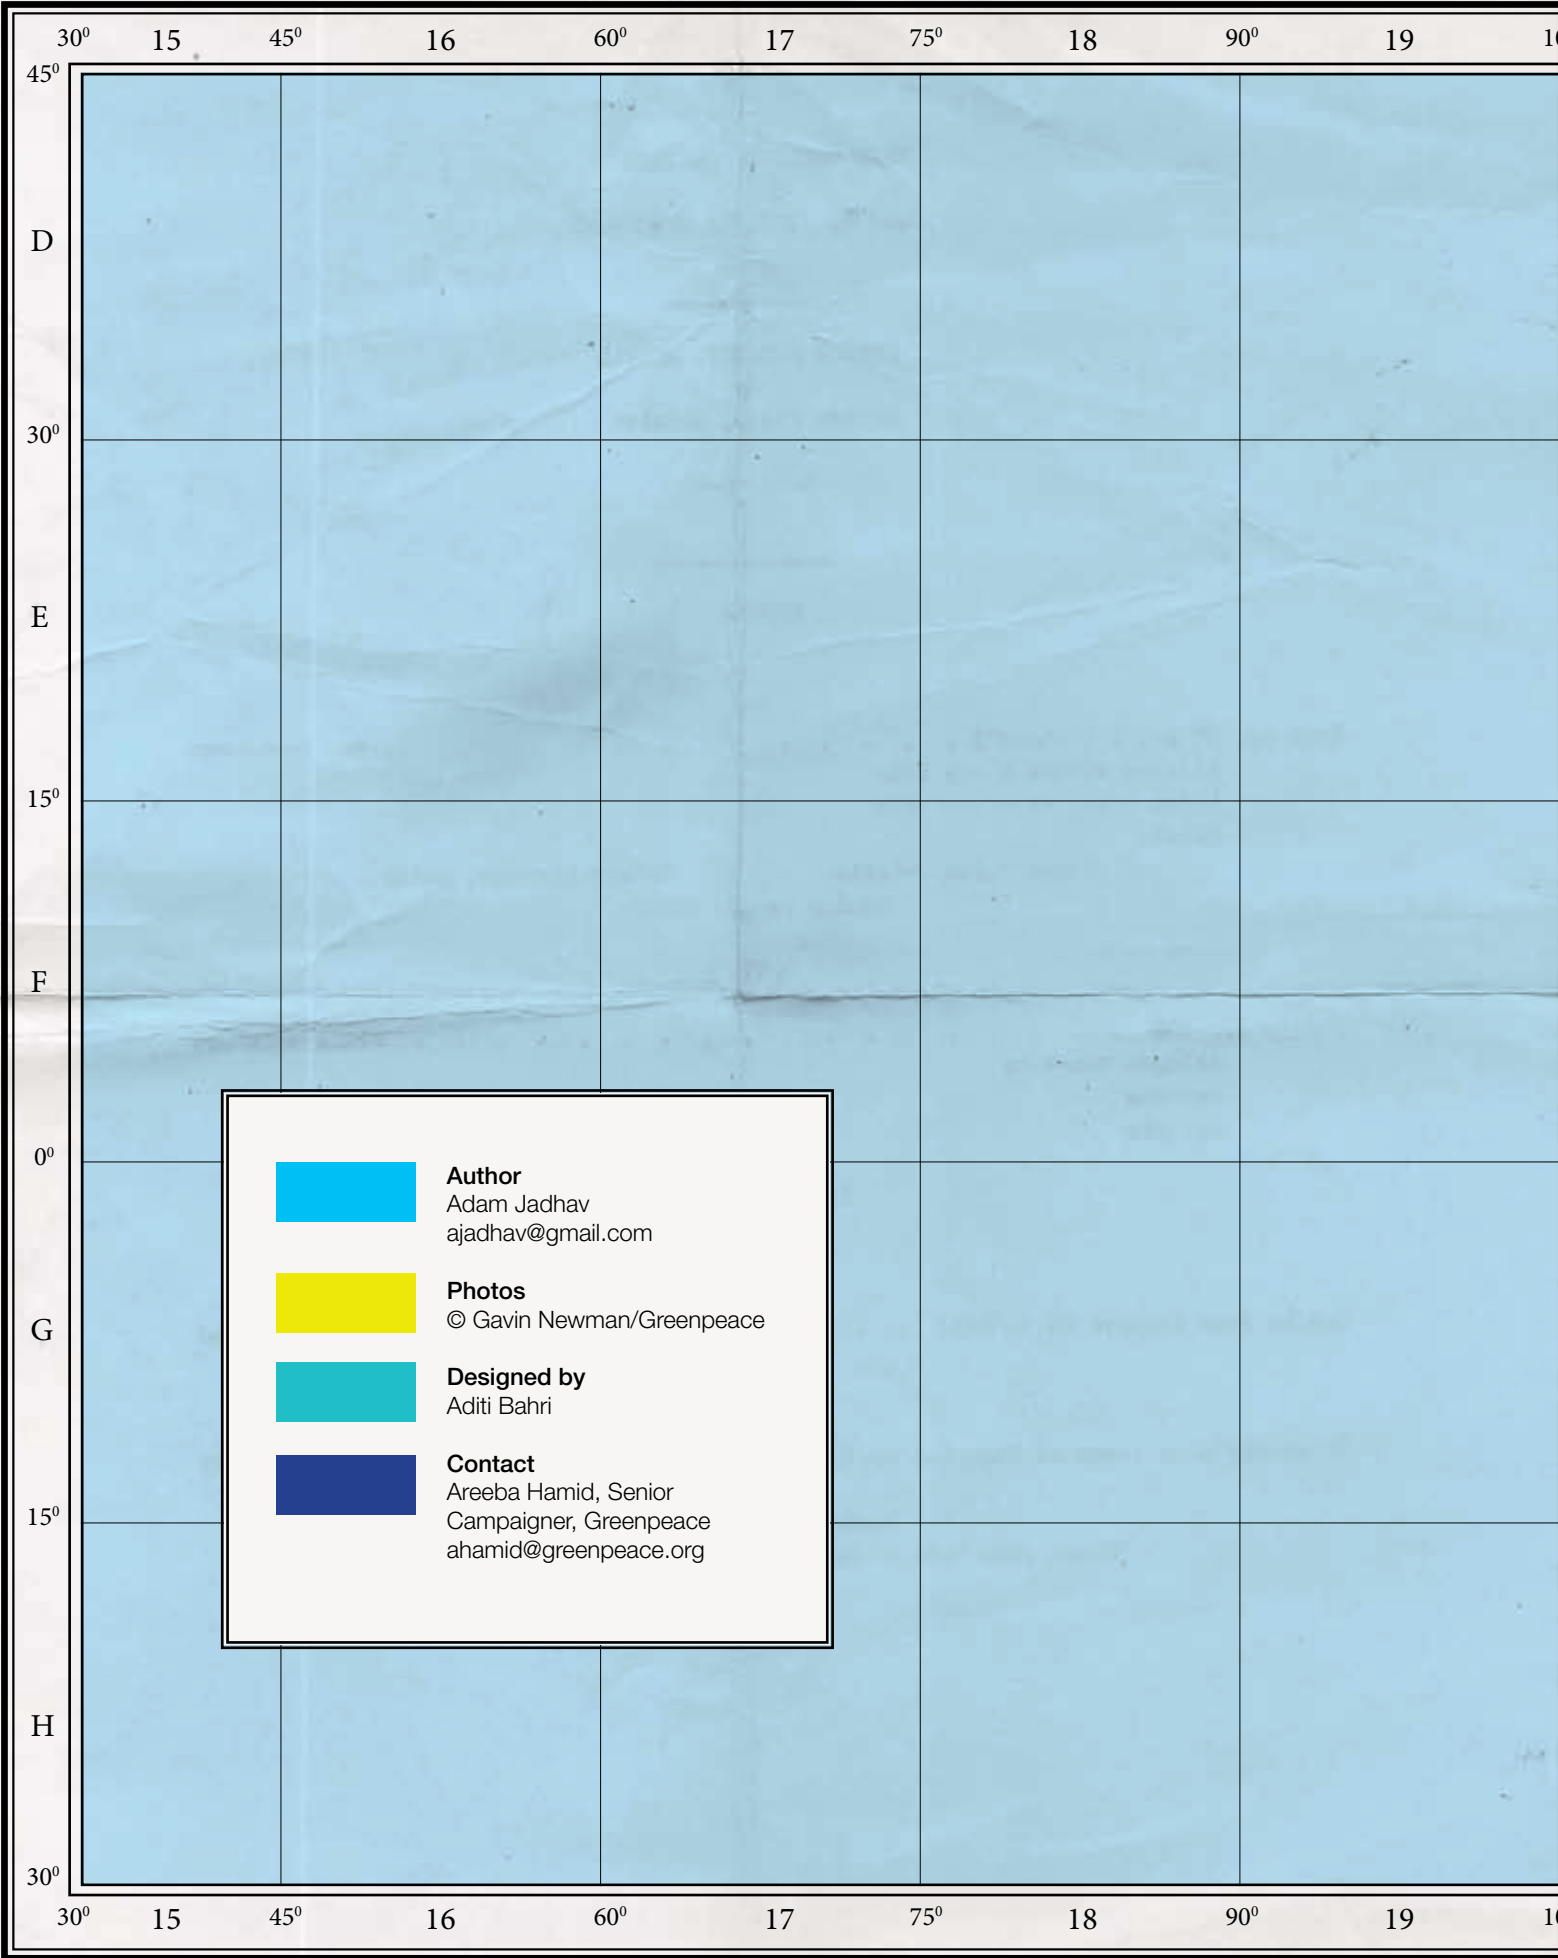 30⁰ 15 45⁰ 16 60⁰ 17 75⁰ 18 90⁰ 19
45⁰
D
30⁰
E
15⁰
F
0⁰
G
15⁰
H
30⁰
Author
Adam Jadhav
ajadhav@gmail.com
Photos
© Gavin Newman/Greenpeace
Designed by
Aditi Bahri
Contact
Areeba Hamid, Senior
Campaigner, Greenpeace
ahamid@greenpeace.org
30⁰ 15 45⁰ 16 60⁰ 17 75⁰ 18 90⁰ 19